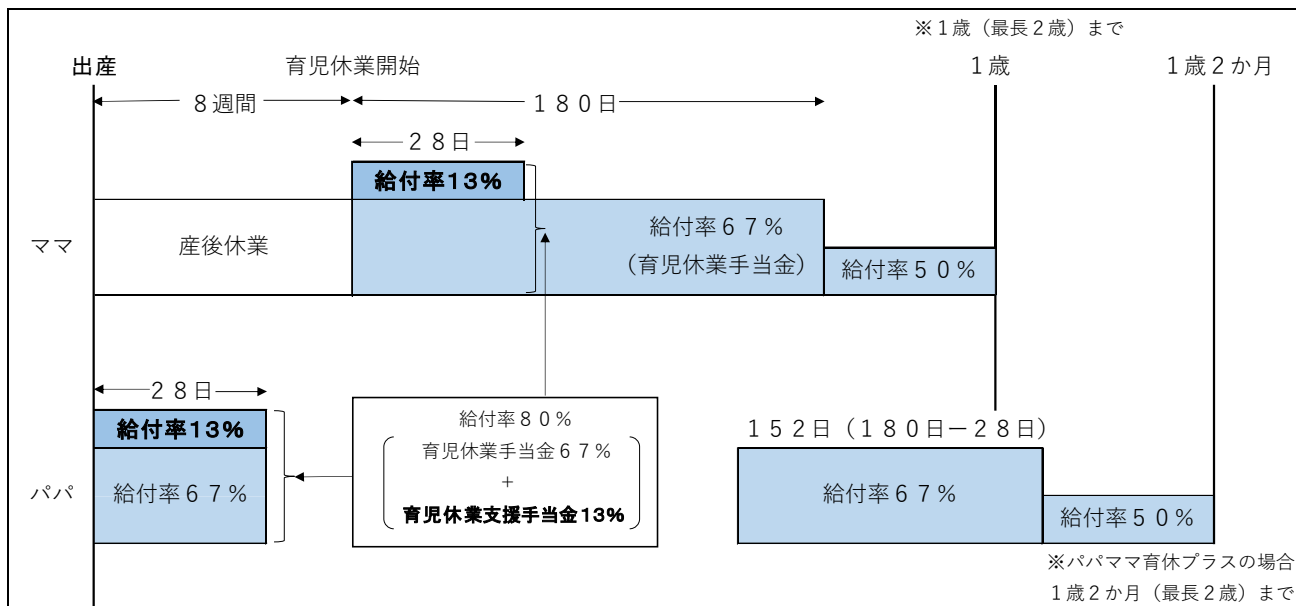 ※１歳（最長２歳）まで
出産
育児休業開始
１歳
１歳２か月
８週間
１８０日
２８日
給付率13%
ママ
産後休業
給付率６７%
(育児休業手当金)
給付率５０%
２８日
給付率13%
給付率６７%
パパ
給付率８０%
育児休業手当金６７%
+
育児休業支援手当金13%
１５２日（１８０日－２８日）
給付率６７%
給付率５０%
※パパママ育休プラスの場合
１歳２か月（最長２歳）まで